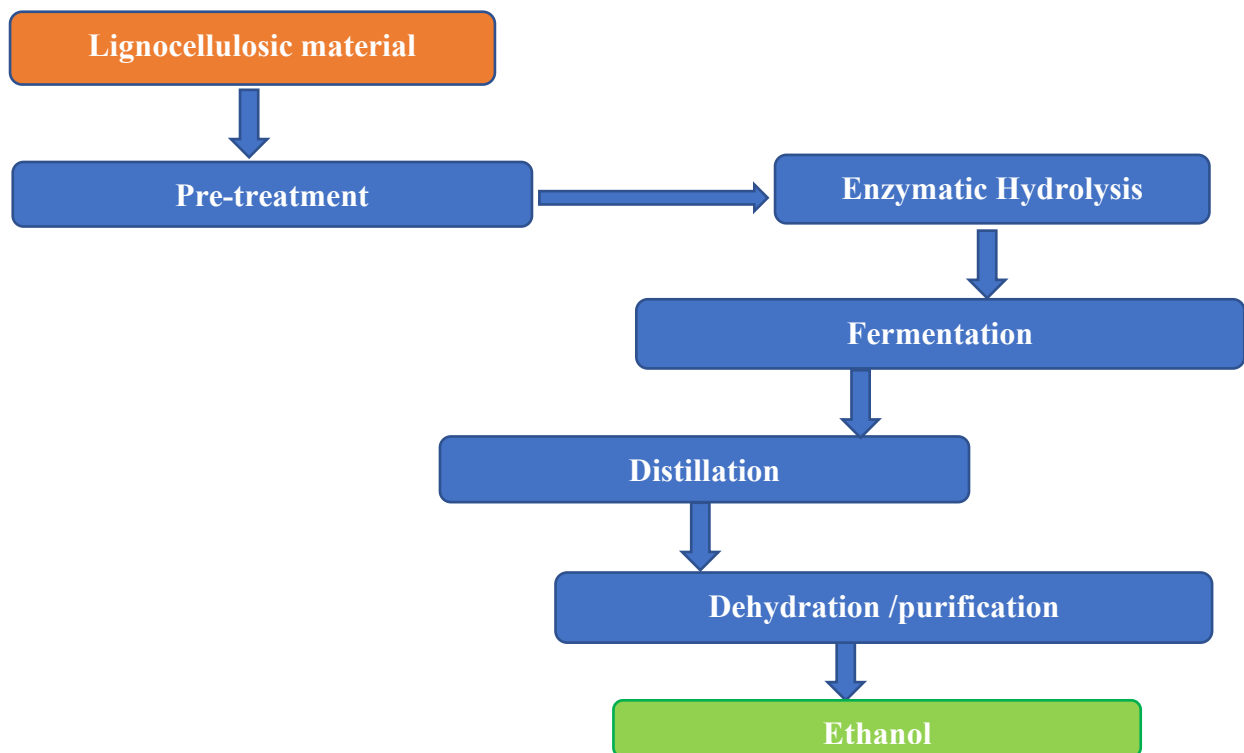 Lignocellulosic material
Pre-treatment
Enzymatic Hydrolysis
Fermentation
Distillation
Dehydration /purification
Ethanol